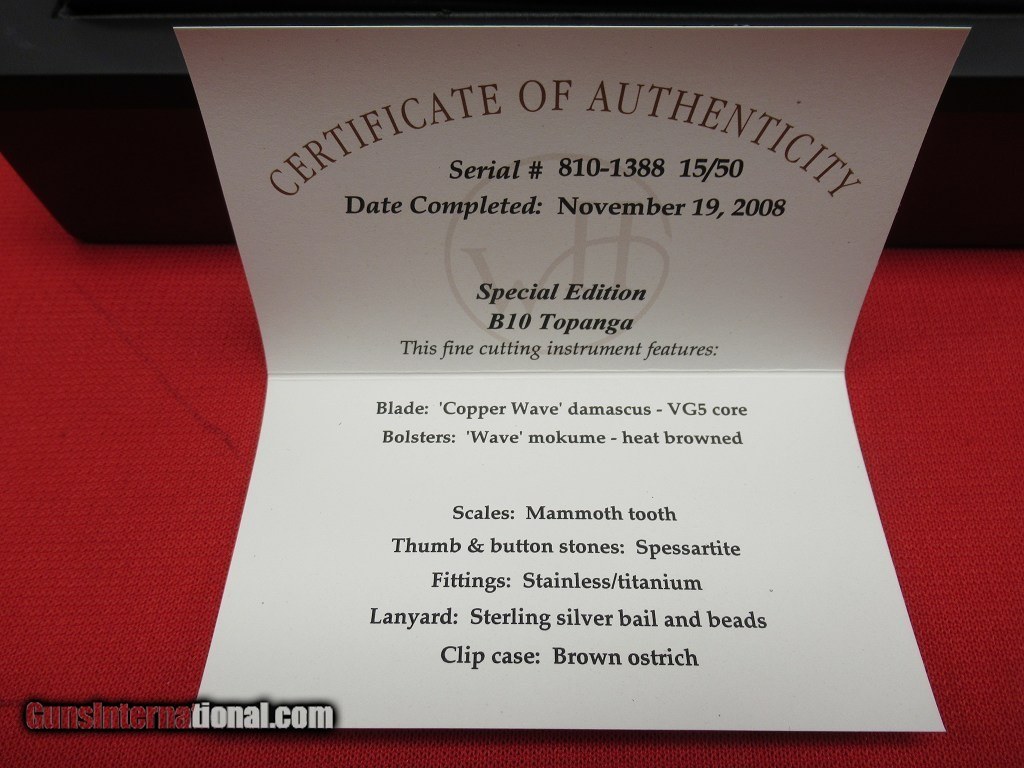 CERTIFICATE OF AUTHENTICITY
Serial # 810-1388 15/50
Date Completed: November 19, 2008
WH
Special Edition
B10 Topanga
This fine cutting instrument features:
Blade: 'Copper Wave' damascus - VG5 core
Bolsters: 'Wave' mokume - heat browned
Scales: Mammoth tooth
Thumb & button stones: Spessartite
Fittings: Stainless/titanium
Lanyard: Sterling silver bail and beads
Clip case: Brown ostrich
GunsInternational.com